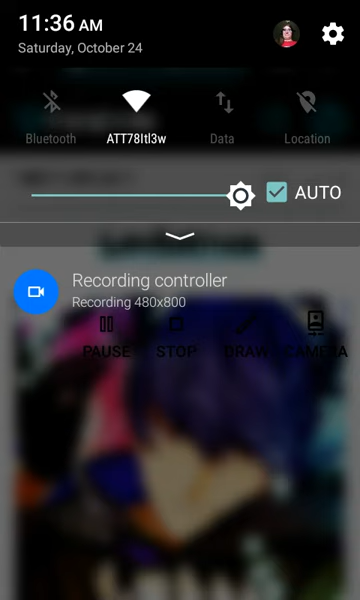 11:36 AM
Saturday, October 24
Bluetooth
ATT78Itl3w
Data
Location
AUTO
Recording controller
Recording 480x800
PAUSE
STOP
DRAW
CAMERA